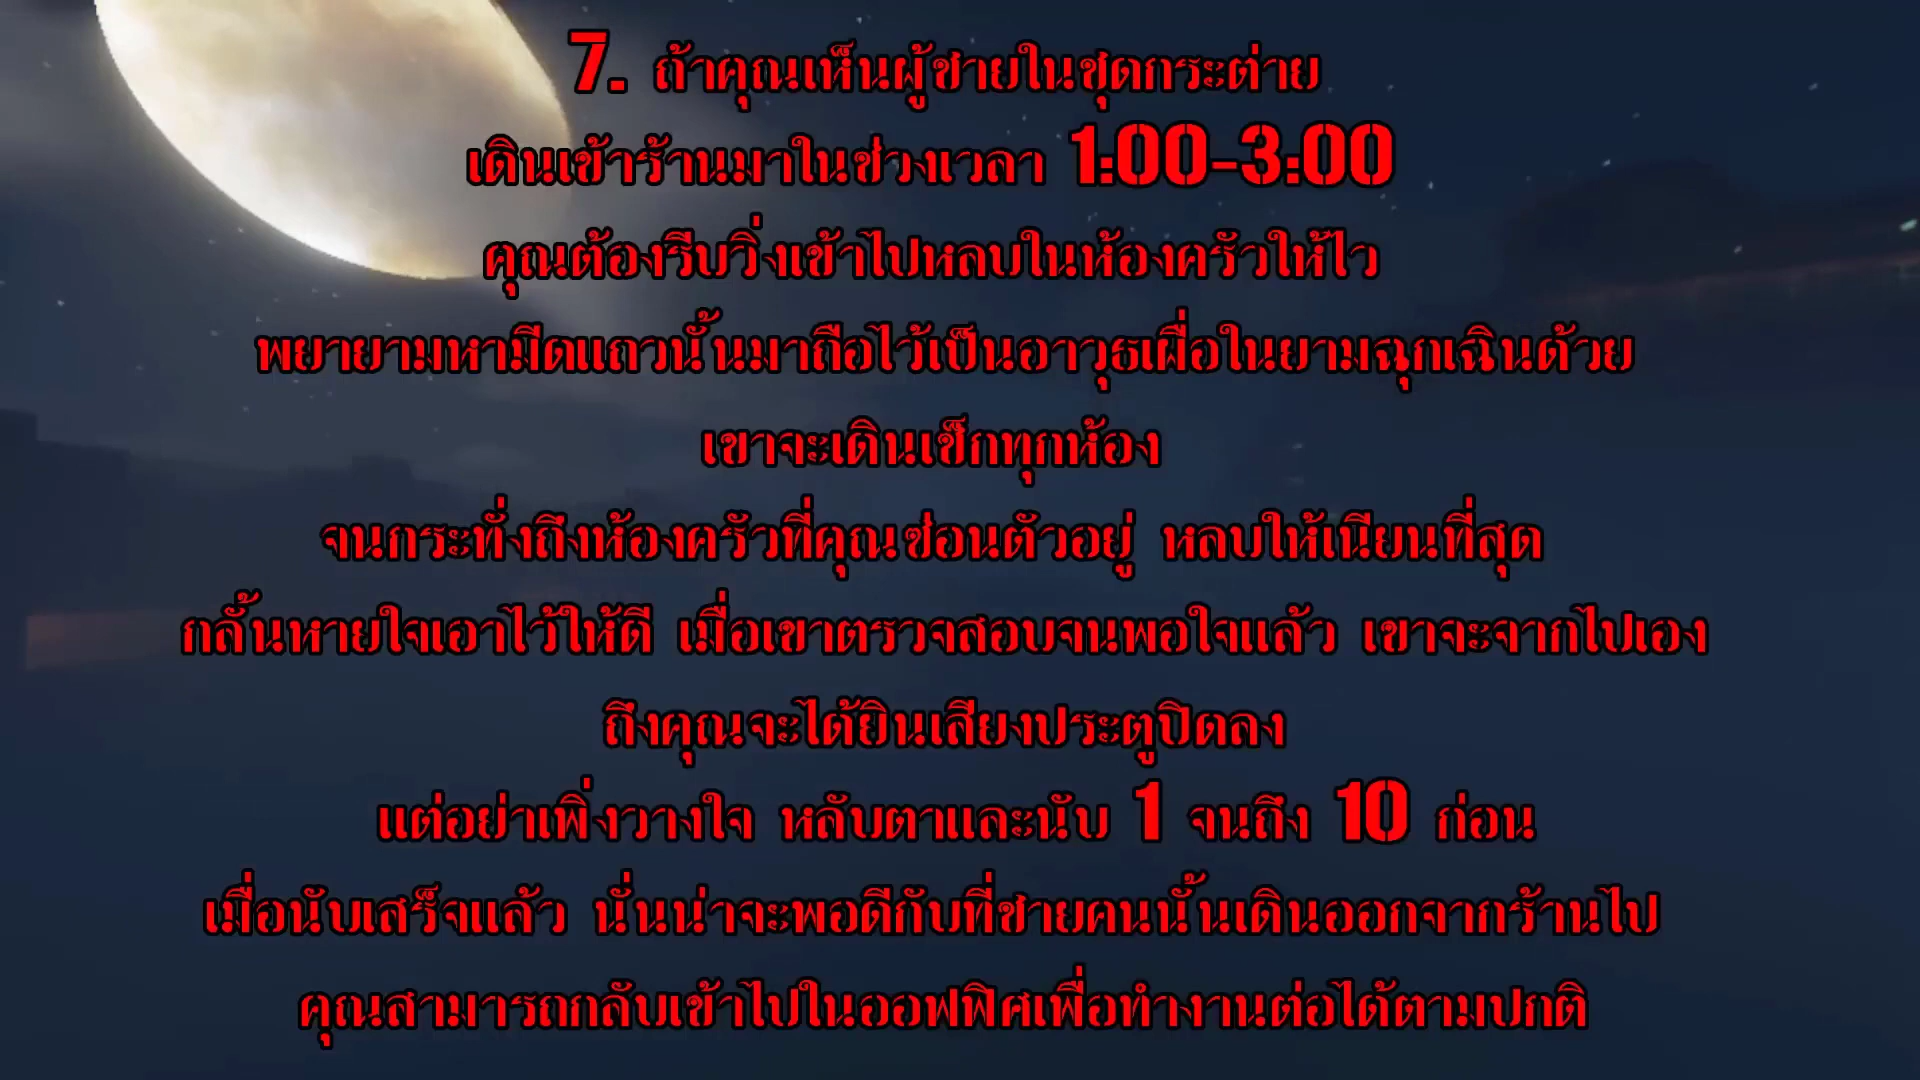 7. ถ้าคุณเห็นผู้ชายในชุดกระต่าย
เดินเข้าร้านมาในช่วงเวลา 1:00-3:00
คุณต้องรีบวิ่งเข้าไปหลบในห้องครัวให้ไว
พยายามหามีดแถวนั้นมาถือไว้เป็นอาวุธเผื่อในยามฉุกเฉินด้วย
เขาจะเดินเช็กทุกห้อง
จนกระทั่งถึงห้องครัวที่คุณซ่อนตัวอยู่ หลบให้เนียนที่สุด
กลั้นหายใจเอาไว้ให้ดี เมื่อเขาตรวจสอบจนพอใจแล้ว เขาจะจากไปเอง
ถึงคุณจะได้ยินเสียงประตูปิดลง
แต่อย่าเพิ่งวางใจ หลับตาและนับ 1 จนถึง 10 ก่อน
เมื่อนับเสร็จแล้ว นั่นน่าจะพอดีกับที่ชายคนนั้นเดินออกจากร้านไป
คุณสามารถกลับเข้าไปในออฟฟิศเพื่อทำงานต่อได้ตามปกติ